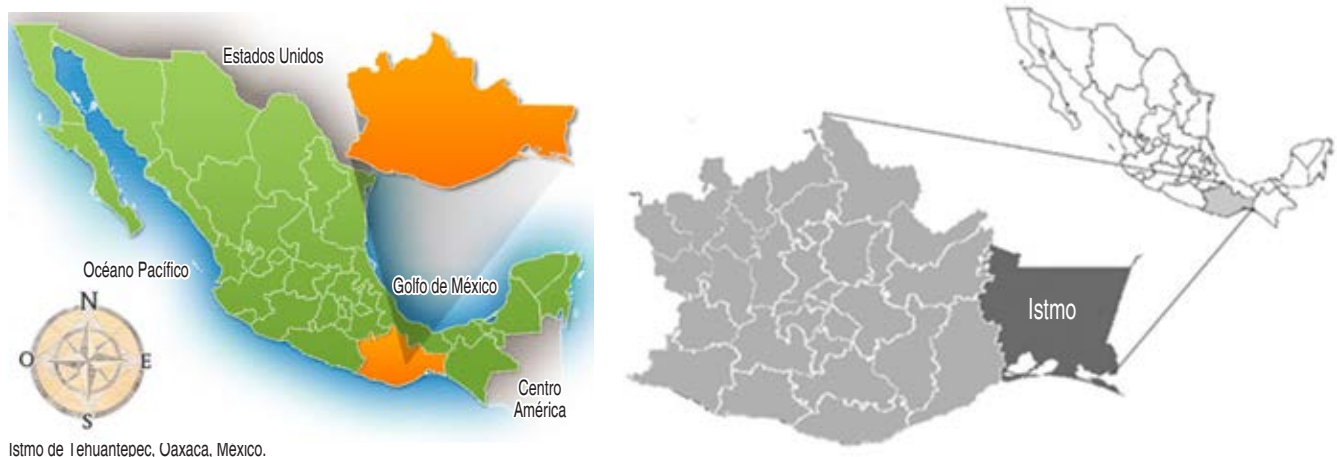 Estados Unidos
Océano Pacífico
Golfo de México
N
O
E
S
Centro
América
Istmo
Istmo de Tehuantepec, Oaxaca, México.